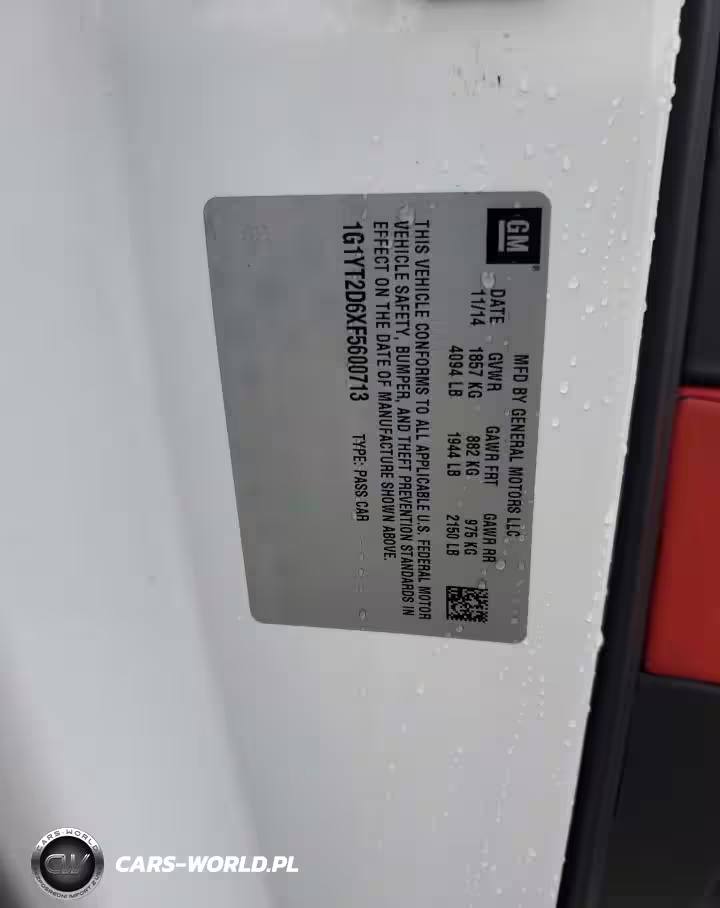 GM
MFD BY GENERAL MOTORS LLC
DATE GVWR GAWR FRT GAWR RR
11/14 1857 KG 882 KG 975 KG
4094 LB 1944 LB 2150 LB
THIS VEHICLE CONFORMS TO ALL APPLICABLE U.S. FEDERAL MOTOR
VEHICLE SAFETY, BUMPER, AND THEFT PREVENTION STANDARDS IN
EFFECT ON THE DATE OF MANUFACTURE SHOWN ABOVE.
1G1YT2D6XF5600713 TYPE: PASS CAR
CARS-WORLD
CW
CARS-WORLD.PL